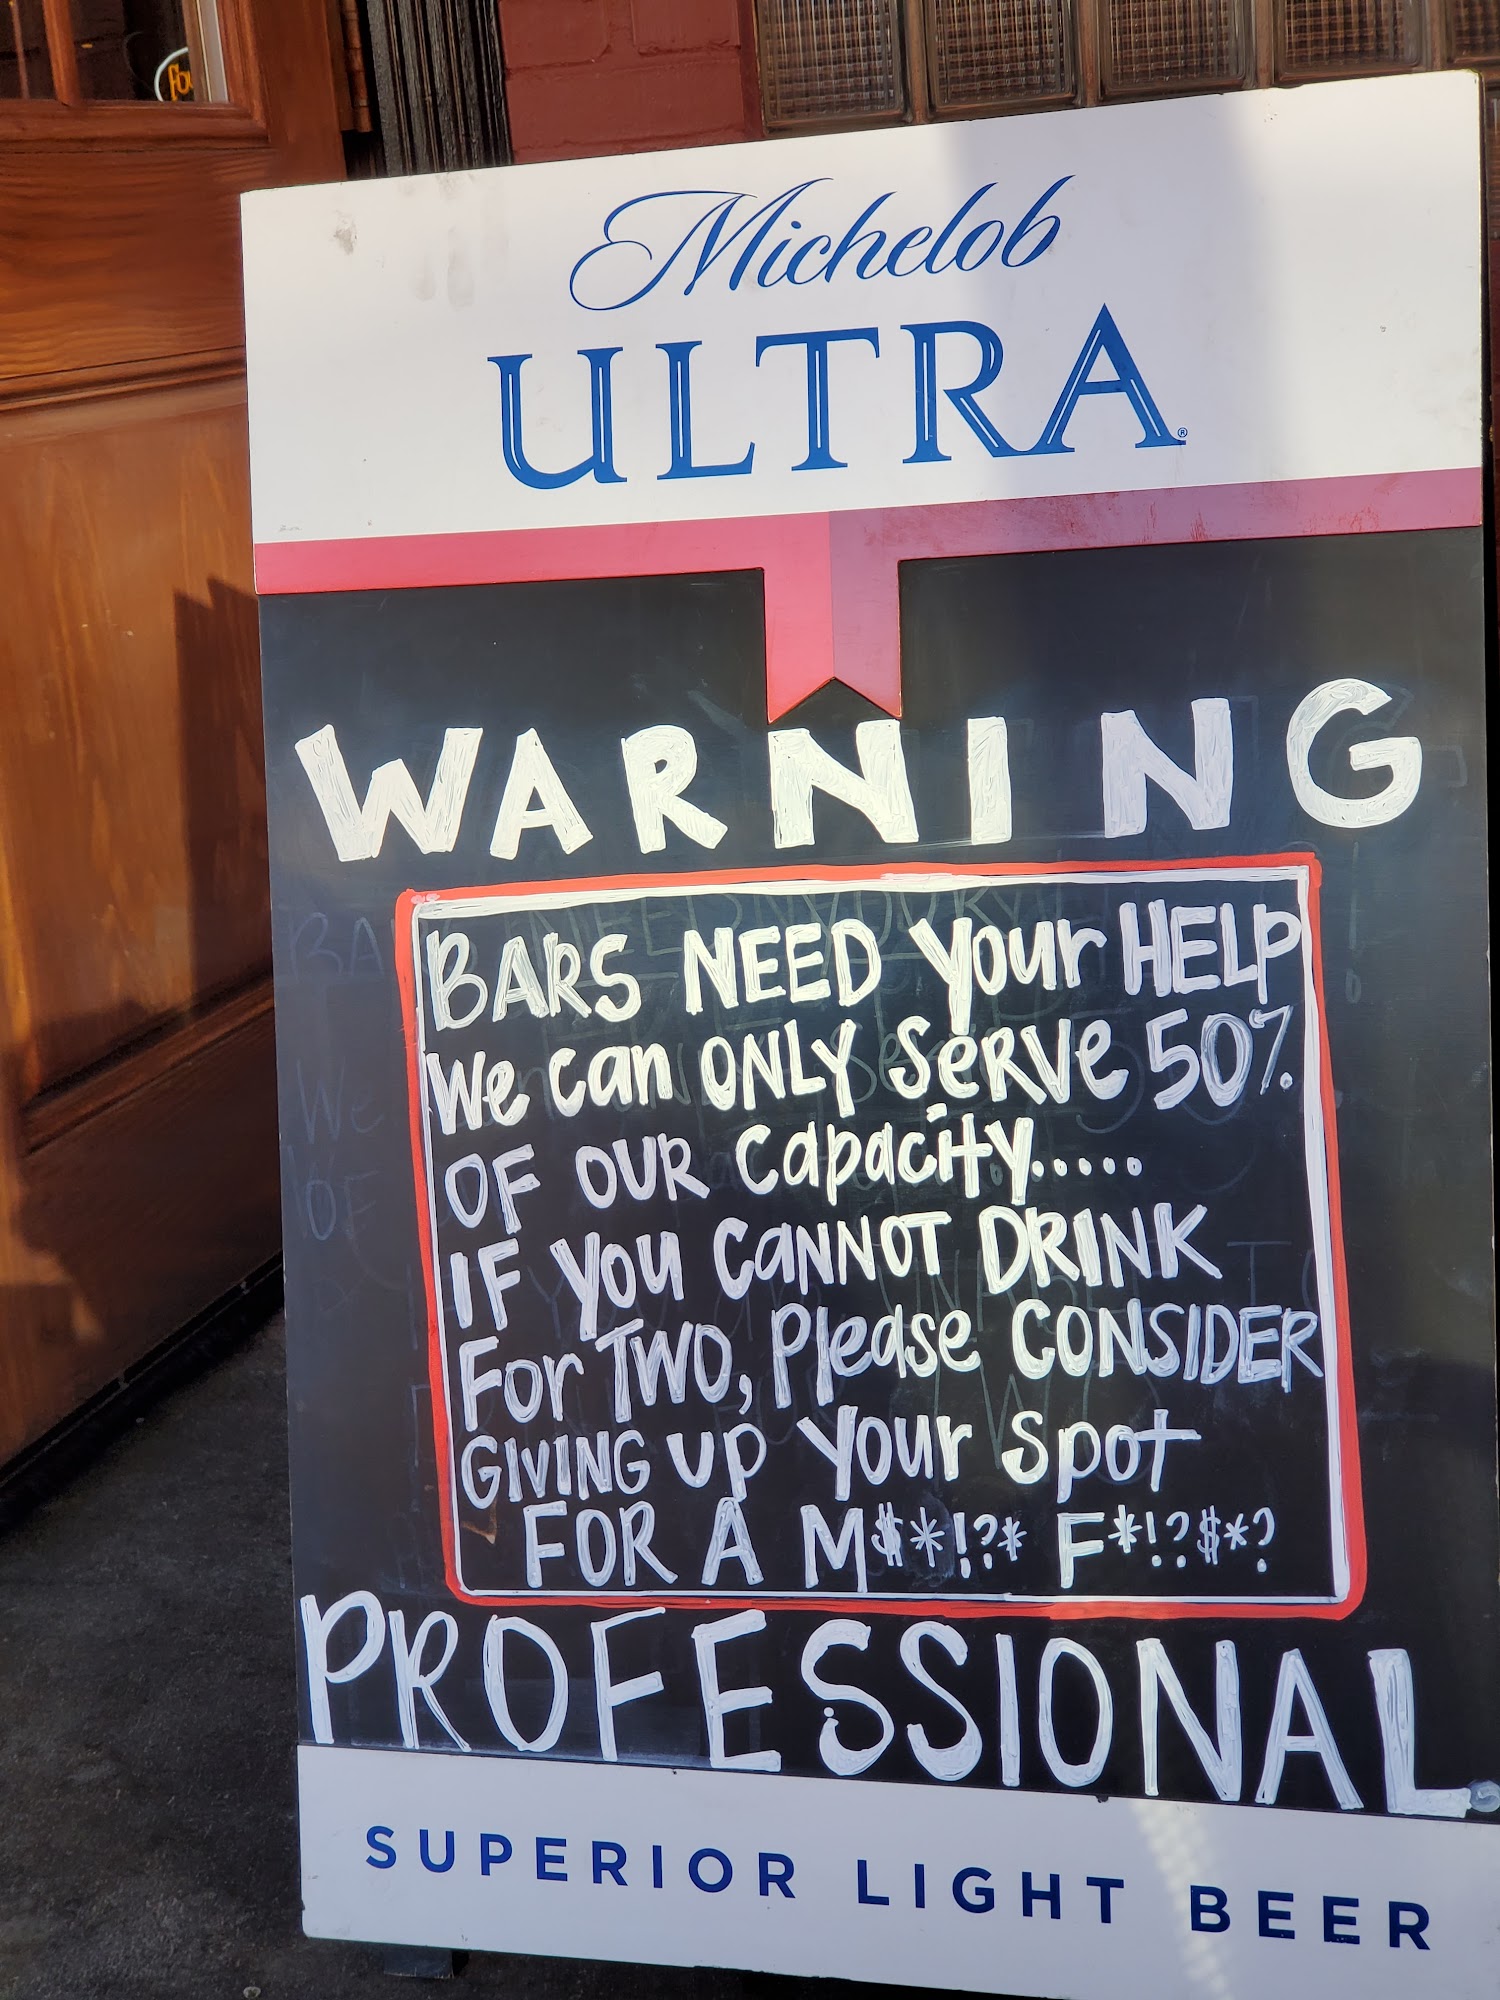 Michelob
ULTRA®
WARNING
BARS NEED YOUr HELP
We can ONLY SeRVe 50%
OF OUR capacity.....
IF YOU CaNNOT DRINK
For TWO, Please CONSIDER
GIVING UP YOUr Spot
FOR A M$*!?* F*!?$*?
PROFESSIONAL.
SUPERIOR LIGHT BEER